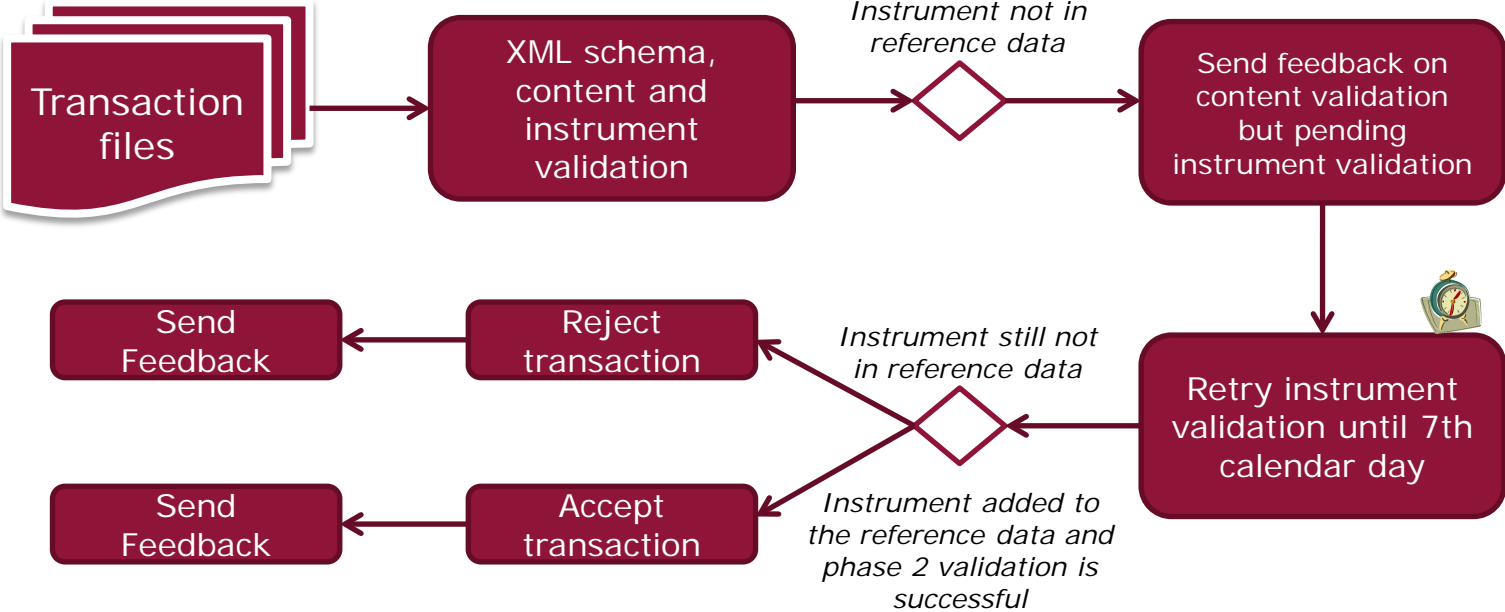 Transaction
files
XML schema,
content and
instrument
validation
Instrument not in
reference data
Send feedback on
content validation
but pending
instrument validation
Retry instrument
validation until 7th
calendar day
Instrument still not
in reference data
Reject
transaction
Send
Feedback
Instrument added to
the reference data and
phase 2 validation is
successful
Accept
transaction
Send
Feedback